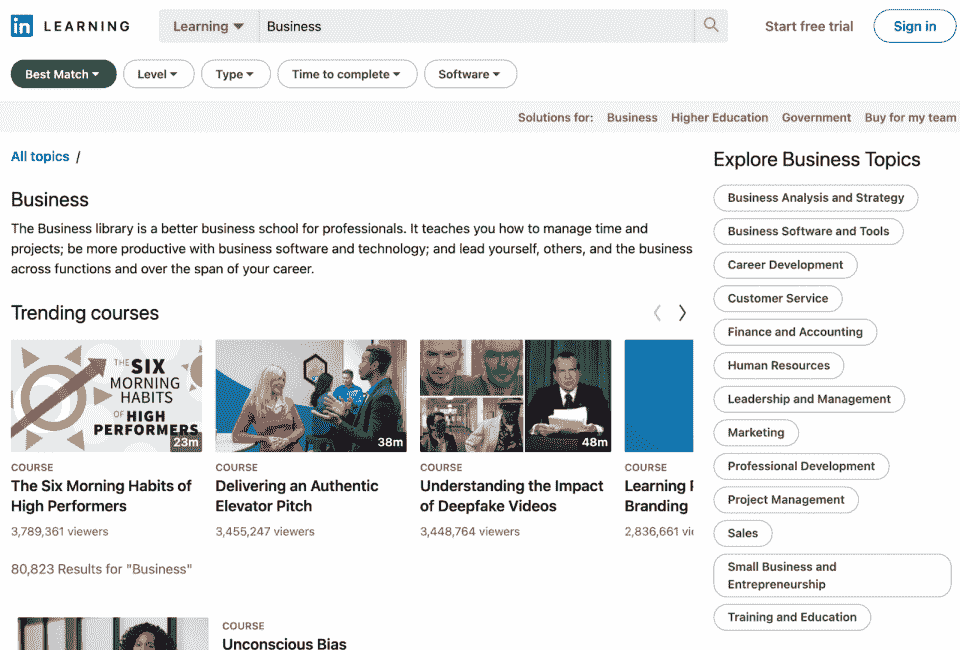 in LEARNING
Learning
Business
Start free trial
Sign in
Best Match
Level
Type
Time to complete
Software
Solutions for:
Business
Higher Education
Government
Buy for my team
All topics /
Business
The Business library is a better business school for professionals. It teaches you how to manage time and
projects; be more productive with business software and technology; and lead yourself, others, and the business
across functions and over the span of your career.
Trending courses
THE SIX
MORNING
HABITS
OF HIGH
PERFORMERS
23m
COURSE
The Six Morning Habits of
High Performers
3,789,361 viewers
38m
COURSE
Delivering an Authentic
Elevator Pitch
3,455,247 viewers
48m
COURSE
Understanding the Impact
of Deepfake Videos
3,448,764 viewers
COURSE
Learning
Branding
2,836,661
80,823 Results for "Business"
COURSE
Unconscious Bias
Explore Business Topics
Business Analysis and Strategy
Business Software and Tools
Career Development
Customer Service
Finance and Accounting
Human Resources
Leadership and Management
Marketing
Professional Development
Project Management
Sales
Small Business and
Entrepreneurship
Training and Education